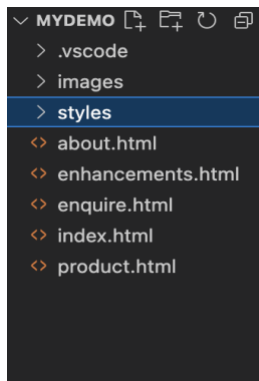 MYDEMO
.vscode
images
styles
about.html
enhancements.html
enquire.html
index.html
product.html